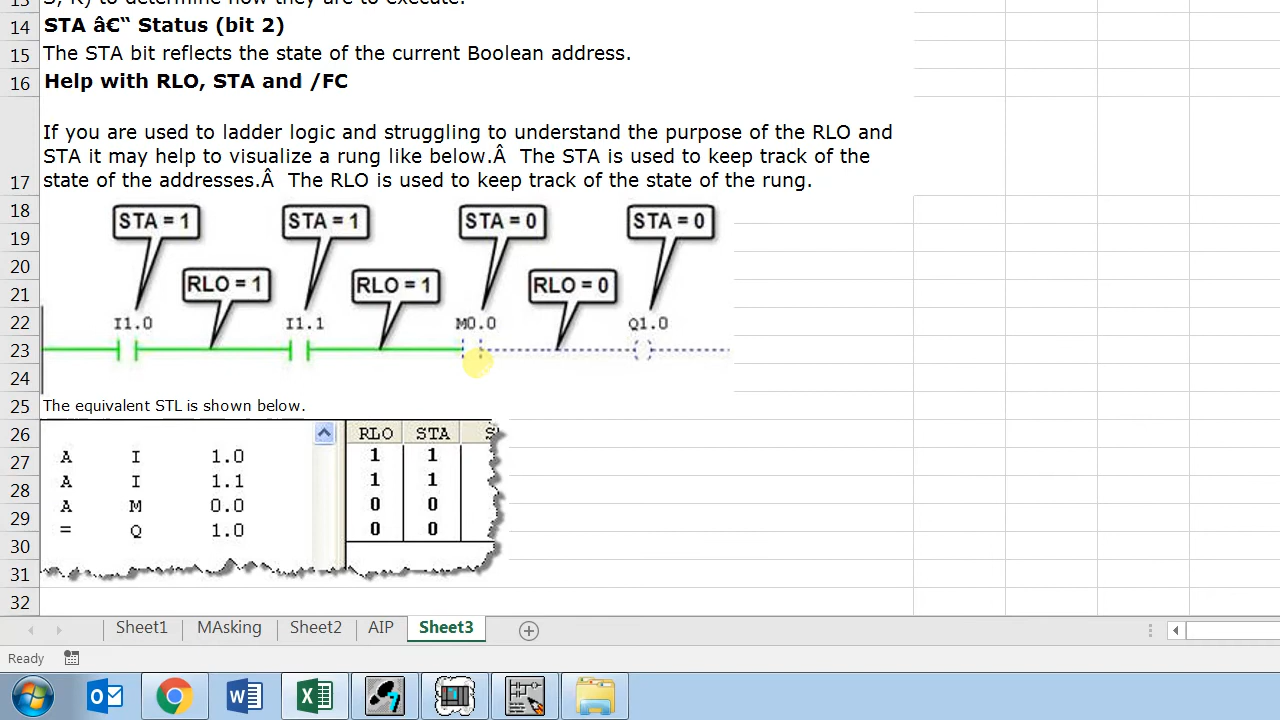 S, R) to determine how they are to execute.
14 STA â€“ Status (bit 2)
15 The STA bit reflects the state of the current Boolean address.
16 Help with RLO, STA and /FC
If you are used to ladder logic and struggling to understand the purpose of the RLO and
STA it may help to visualize a rung like below.Â  The STA is used to keep track of the
17 state of the addresses.Â  The RLO is used to keep track of the state of the rung.
18 STA = 1 STA = 1 STA = 0 STA = 0
19
20
21 RLO = 1 RLO = 1 RLO = 0
22 I1.0 I1.1 M0.0 Q1.0
23
24
25 The equivalent STL is shown below.
26 RLO STA
27 A I 1.0 1 1
28 A I 1.1 1 1
29 A M 0.0 0 0
30 = Q 1.0 0 0
31
32
Sheet1 MAsking Sheet2 AIP Sheet3
Ready